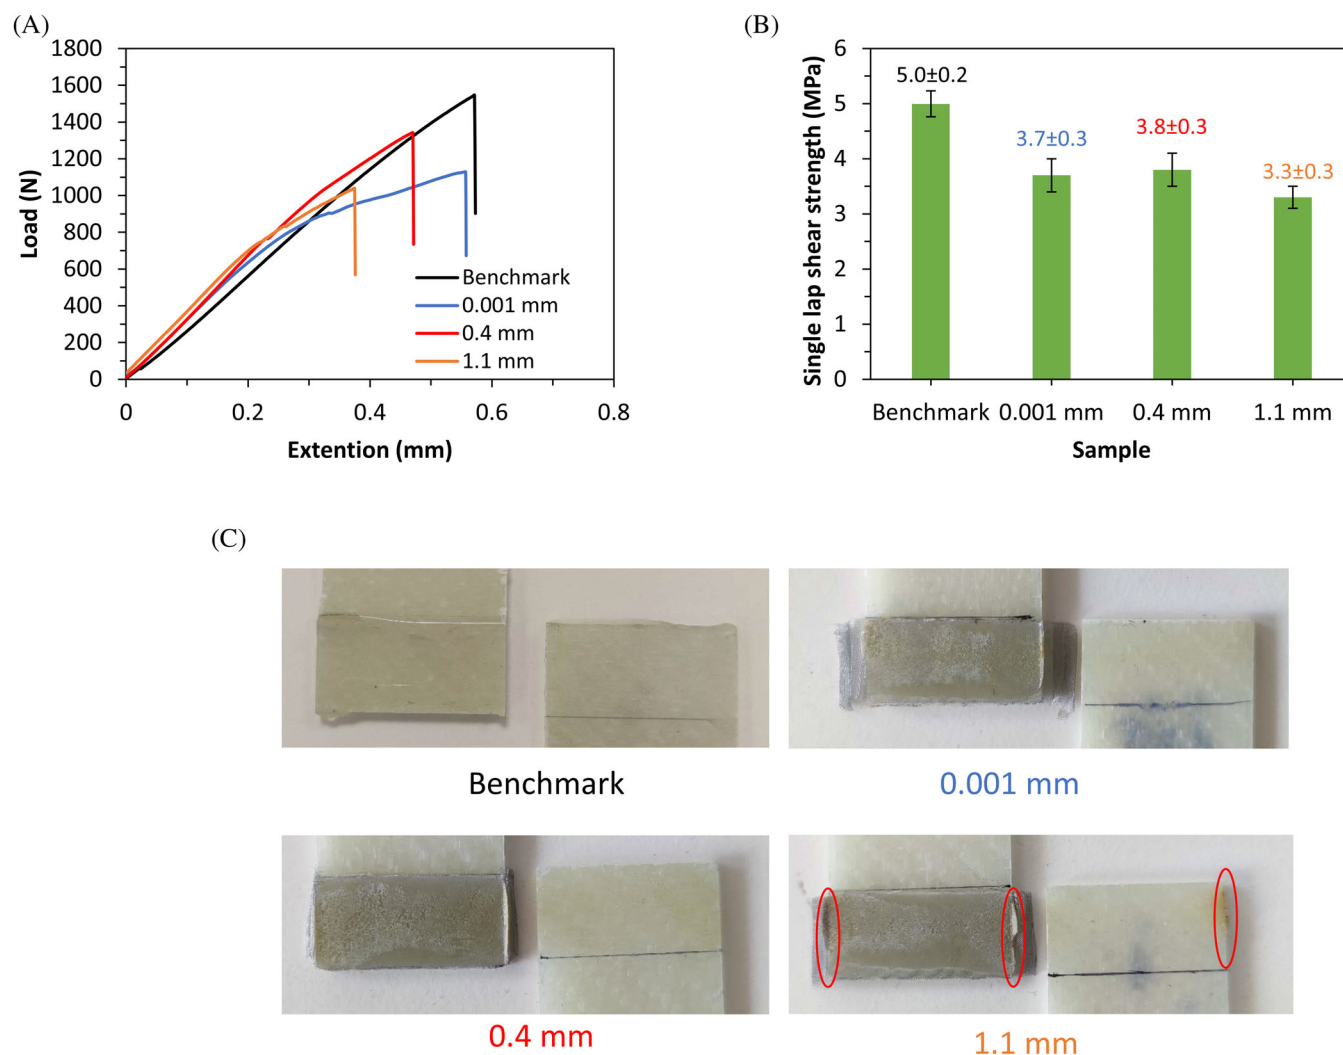 (A)
1800
1600
1400
1200
1000
800
600
400
200
0
Load (N)
0 0.2 0.4 0.6 0.8
Extention (mm)
Benchmark
0.001 mm
0.4 mm
1.1 mm
(B)
6
5
4
3
2
1
0
Single lap shear strength (MPa)
5.0±0.2
3.7±0.3
3.8±0.3
3.3±0.3
Benchmark 0.001 mm 0.4 mm 1.1 mm
Sample
(C)
Benchmark
0.001 mm
0.4 mm
1.1 mm